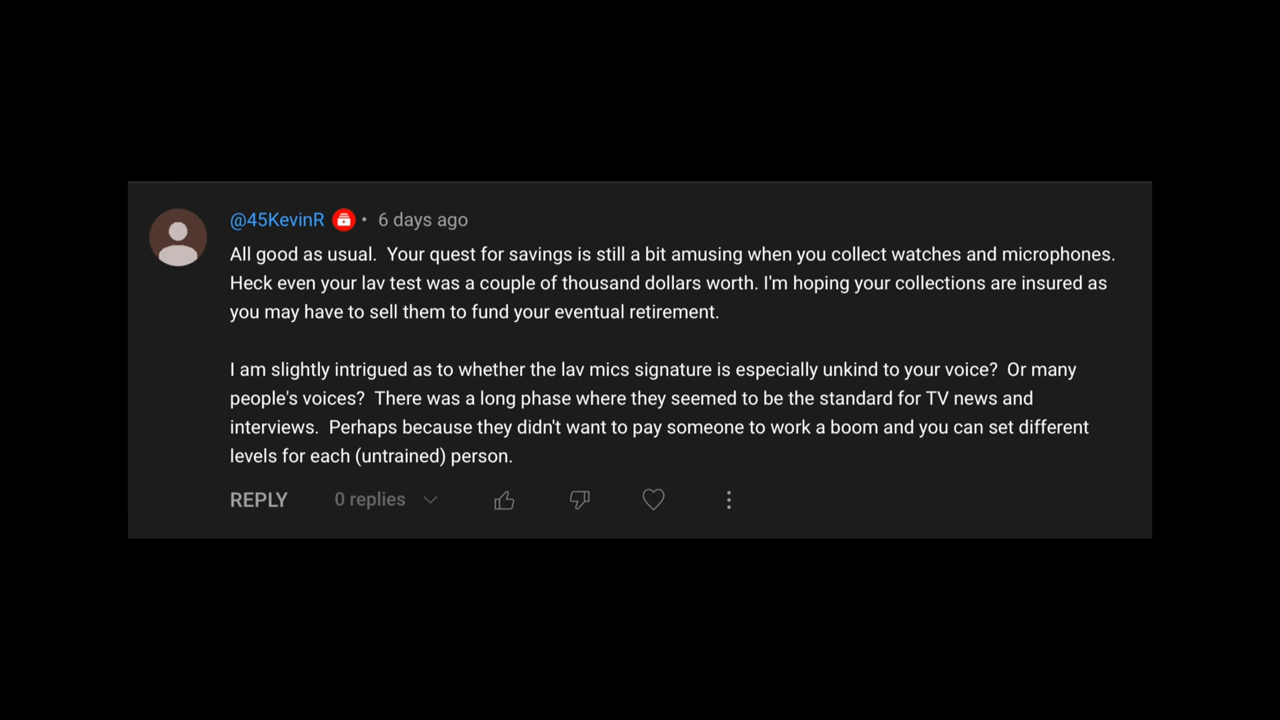 @45KevinR • 6 days ago
All good as usual.  Your quest for savings is still a bit amusing when you collect watches and microphones.
Heck even your lav test was a couple of thousand dollars worth. I'm hoping your collections are insured as
you may have to sell them to fund your eventual retirement.
I am slightly intrigued as to whether the lav mics signature is especially unkind to your voice?  Or many
people's voices?  There was a long phase where they seemed to be the standard for TV news and
interviews.  Perhaps because they didn't want to pay someone to work a boom and you can set different
levels for each (untrained) person.
REPLY 0 replies